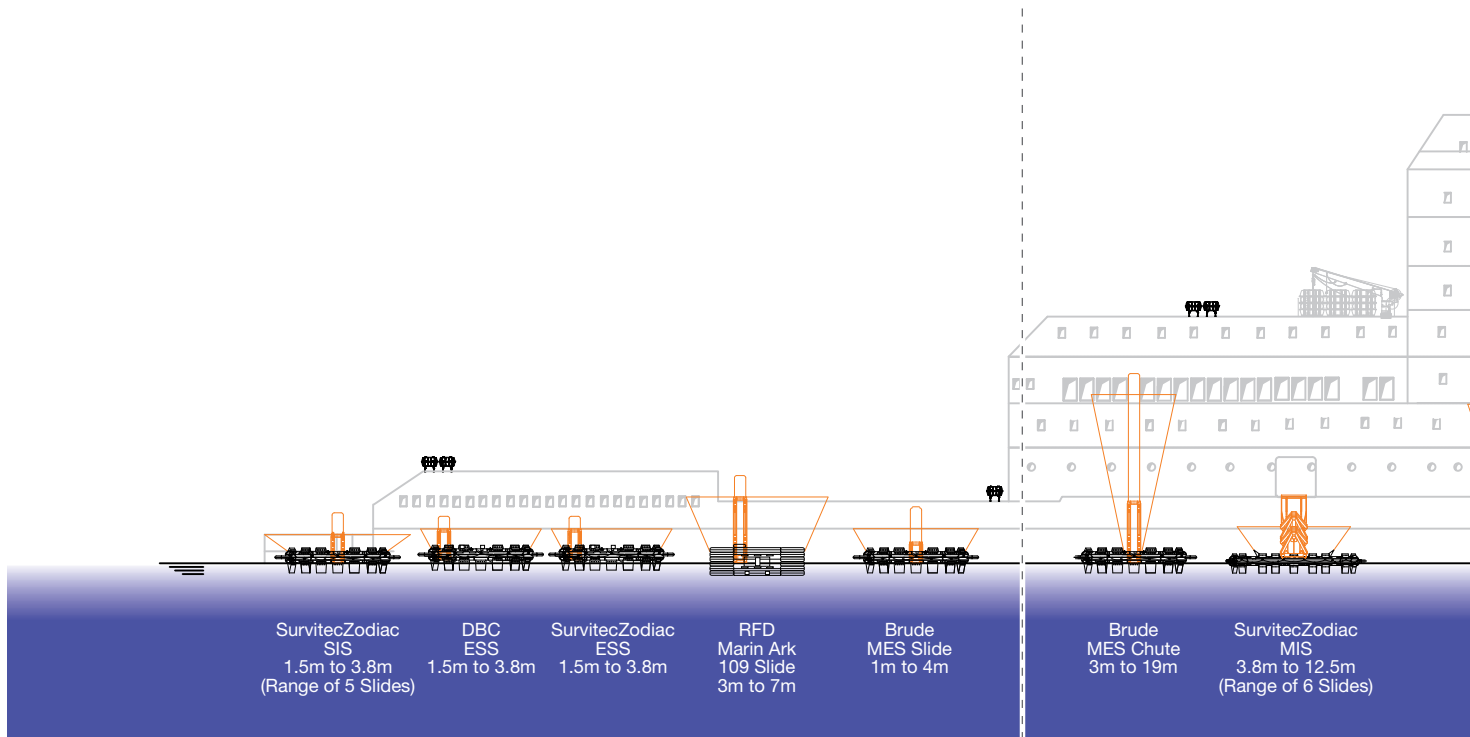 SurvitecZodiac
SIS
1.5m to 3.8m
(Range of 5 Slides)
DBC
ESS
1.5m to 3.8m
SurvitecZodiac
ESS
1.5m to 3.8m
RFD
Marin Ark
109 Slide
3m to 7m
Brude
MES Slide
1m to 4m
Brude
MES Chute
3m to 19m
SurvitecZodiac
MIS
3.8m to 12.5m
(Range of 6 Slides)